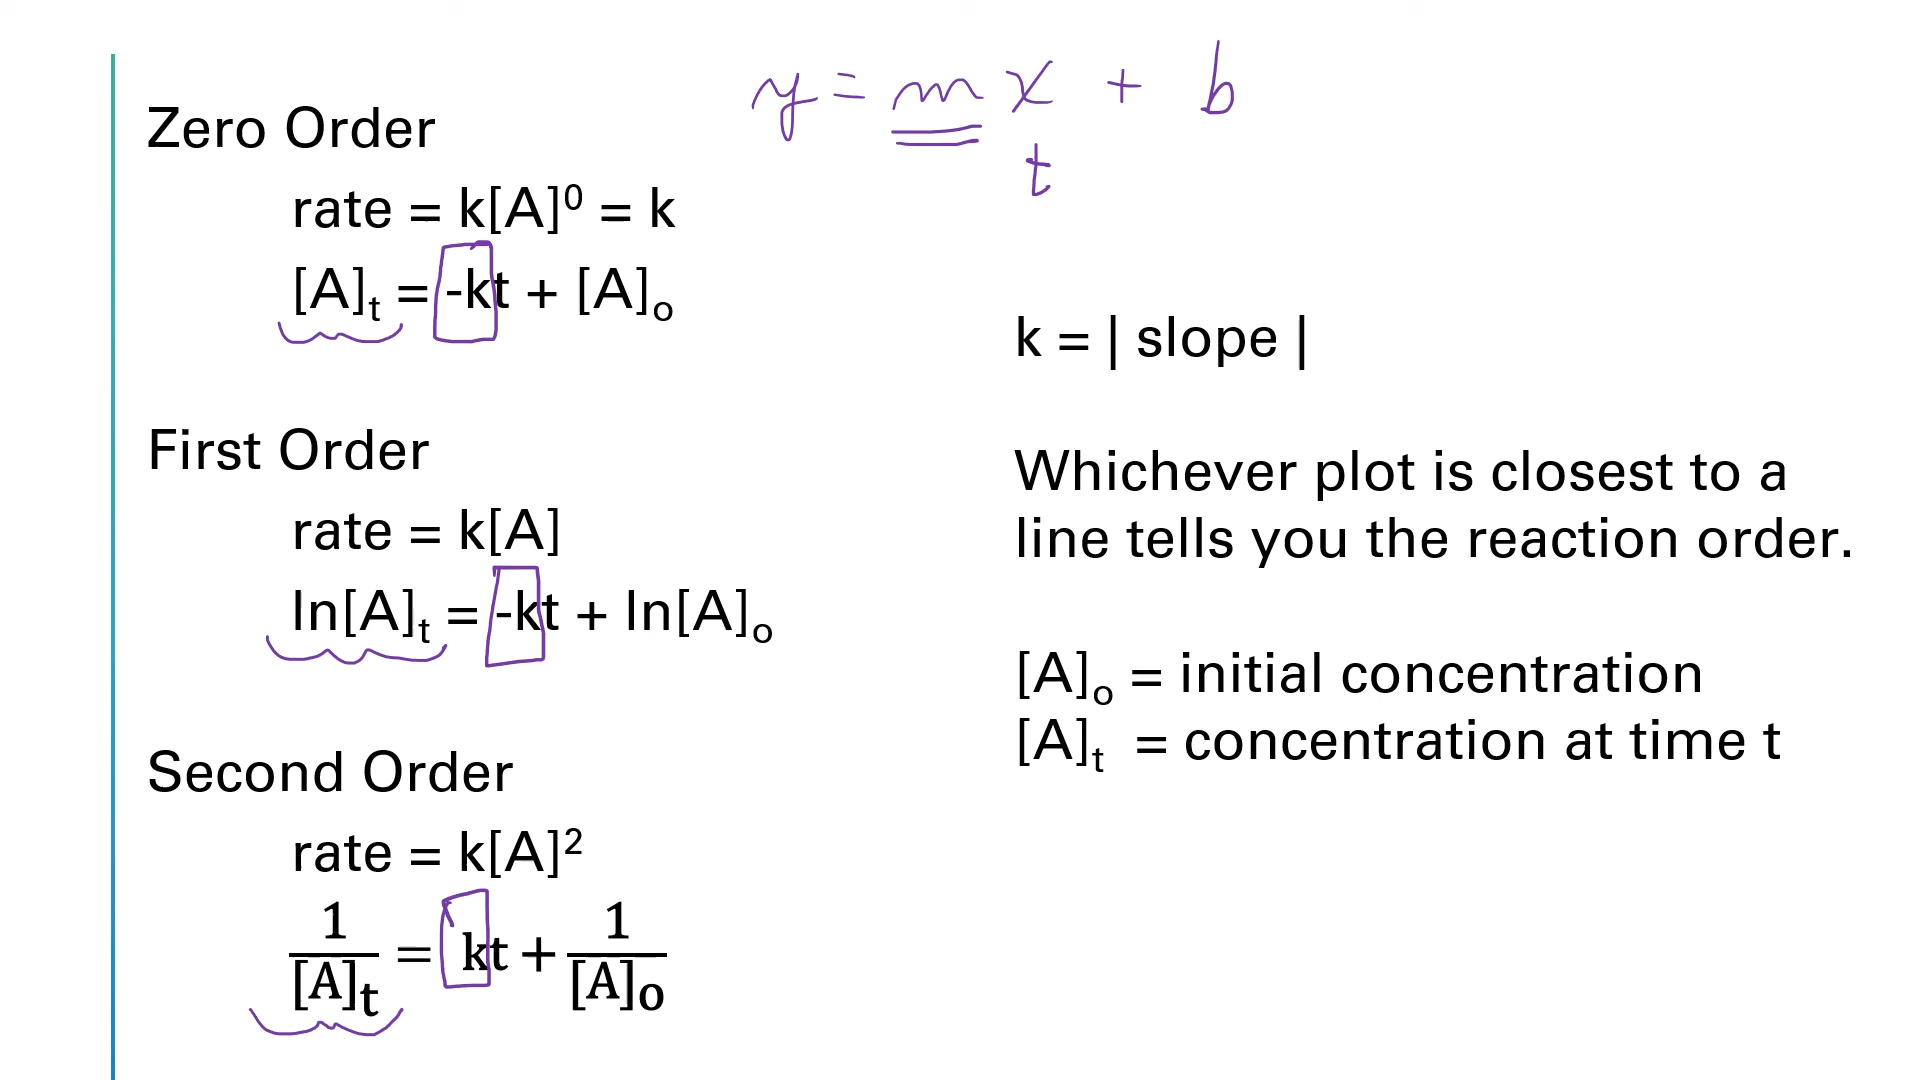 y = m x + b
t
Zero Order
rate = k[A]⁰ = k
[A]ₜ = -kt + [A]ₒ
First Order
rate = k[A]
ln[A]ₜ = -kt + ln[A]ₒ
Second Order
rate = k[A]²
1/[A]ₜ = kt + 1/[A]ₒ
k = | slope |
Whichever plot is closest to a
line tells you the reaction order.
[A]ₒ = initial concentration
[A]ₜ = concentration at time t